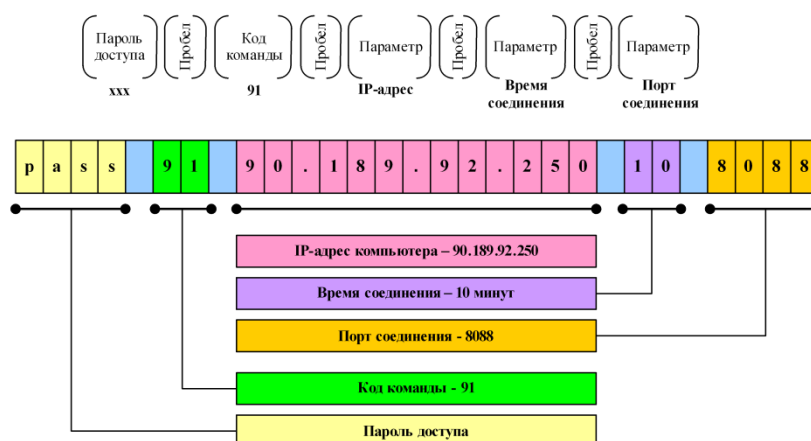 Пароль доступа Пробел Код команды Пробел Параметр Пробел Параметр Пробел Параметр
xxx 91 IP-адрес Время соединения Порт соединения
p a s s 9 1 9 0 . 1 8 9 . 9 2 . 2 5 0 1 0 8 0 8 8
IP-адрес компьютера – 90.189.92.250
Время соединения – 10 минут
Порт соединения - 8088
Код команды - 91
Пароль доступа